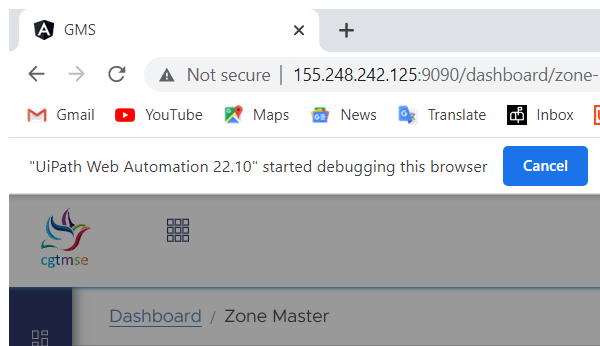 GMS
Not secure | 155.248.242.125:9090/dashboard/zone-
Gmail YouTube Maps News Translate Inbox
"UiPath Web Automation 22.10" started debugging this browser Cancel
cgtmse
Dashboard / Zone Master